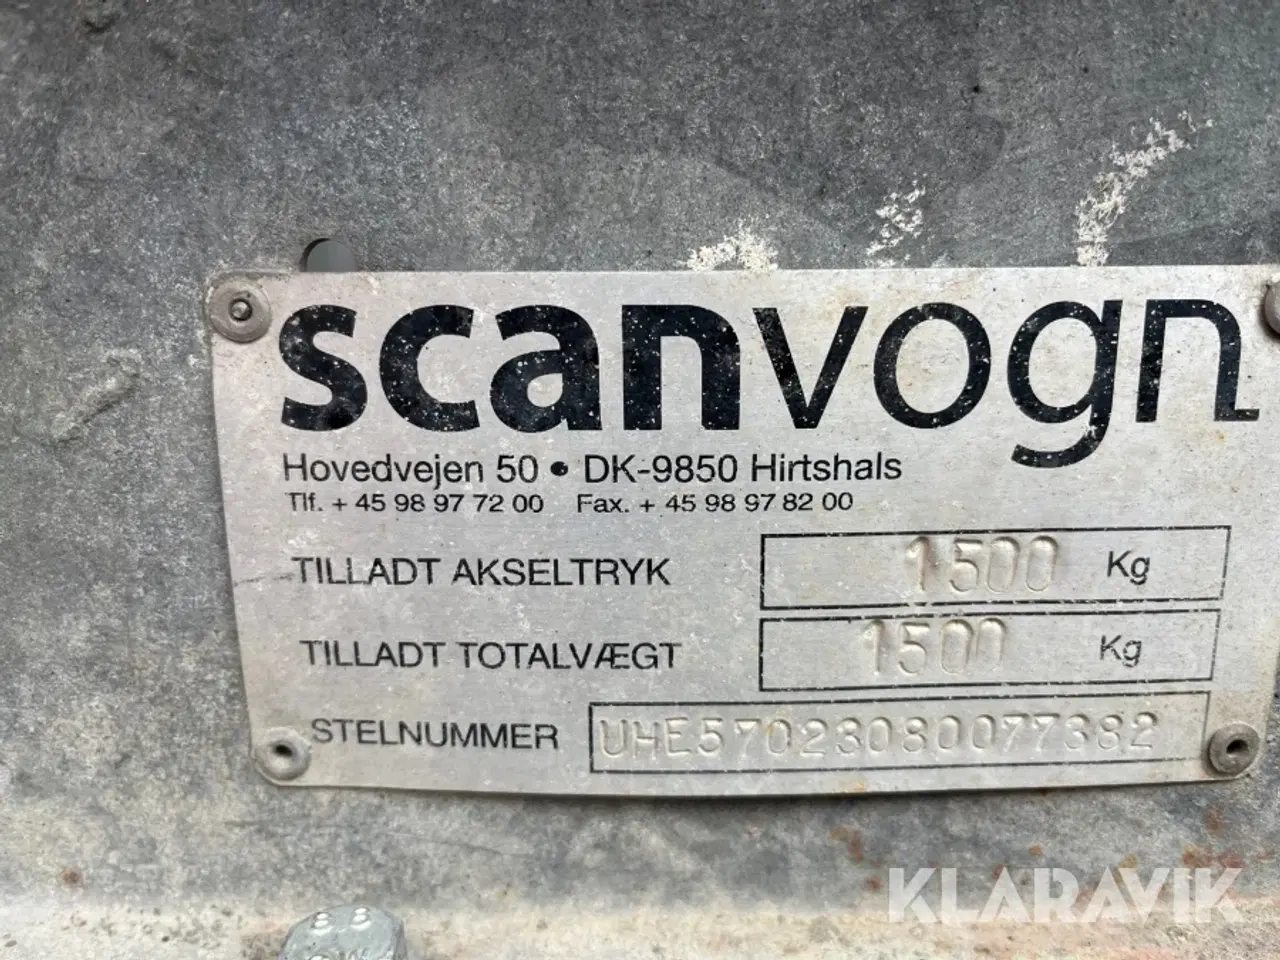 scanvogn
Hovedvejen 50 • DK-9850 Hirtshals
Tlf. + 45 98 97 72 00 Fax. + 45 98 97 82 00
TILLADT AKSELTRYK 1500 Kg
TILLADT TOTALVÆGT 1500 Kg
STELNUMMER UHE57023080077382
KLARAVIK